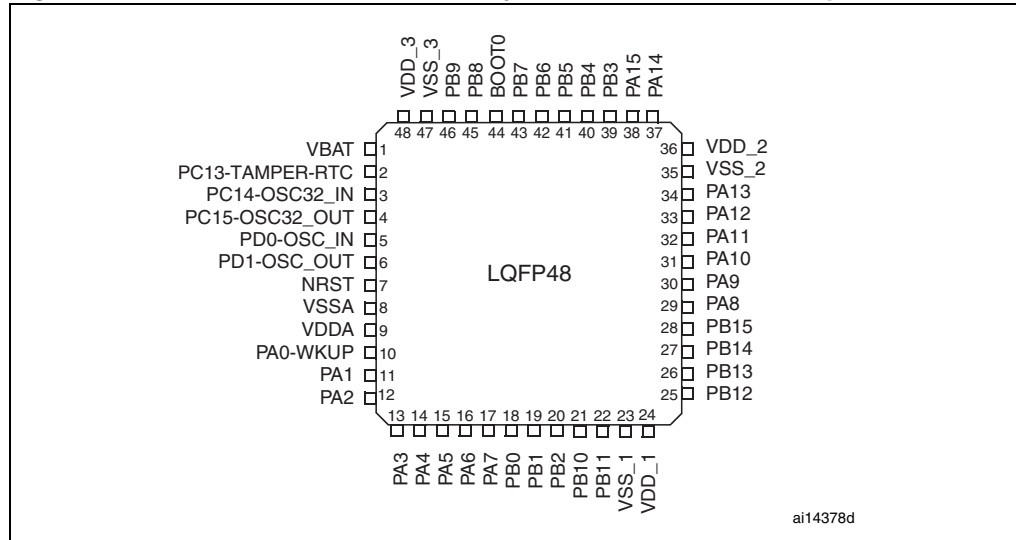 VDD_3
VSS_3
PB9
PB8
BOOT0
PB7
PB6
PB5
PB4
PB3
PA15
PA14
48 47 46 45 44 43 42 41 40 39 38 37
VBAT 1
PC13-TAMPER-RTC 2
PC14-OSC32_IN 3
PC15-OSC32_OUT 4
PD0-OSC_IN 5
PD1-OSC_OUT 6
NRST 7
VSSA 8
VDDA 9
PA0-WKUP 10
PA1 11
PA2 12
LQFP48
36 VDD_2
35 VSS_2
34 PA13
33 PA12
32 PA11
31 PA10
30 PA9
29 PA8
28 PB15
27 PB14
26 PB13
25 PB12
13 14 15 16 17 18 19 20 21 22 23 24
PA3
PA4
PA5
PA6
PA7
PB0
PB1
PB2
PB10
PB11
VSS_1
VDD_1
ai14378d